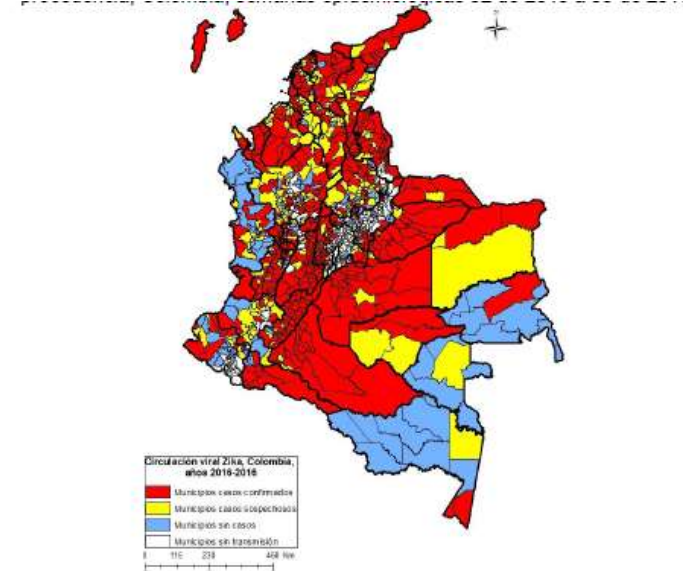 Circulación viral Zika, Colombia,
años 2016-2016
Municipios casos confirmados
Municipios casos sospechosos
Municipios sin casos
Municipios sin transmisión
0 115 230 460 Km